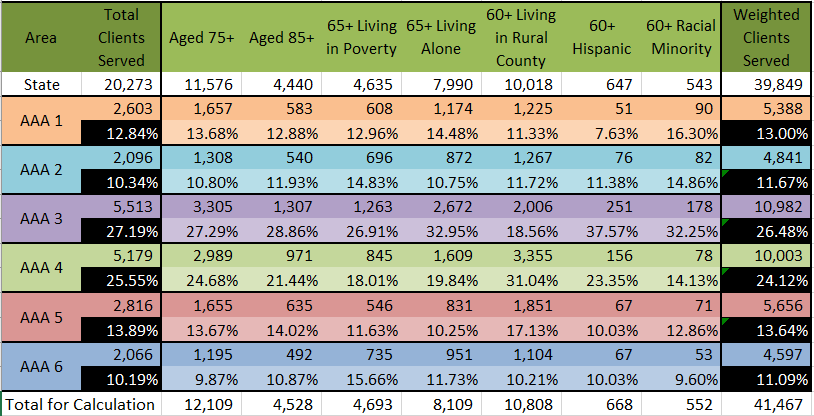 Area Total Clients Served Aged 75+ Aged 85+ 65+ Living in Poverty 65+ Living Alone 60+ Living in Rural County 60+ Hispanic 60+ Racial Minority Weighted Clients Served
State 20,273 11,576 4,440 4,635 7,990 10,018 647 543 39,849
AAA 1 2,603 1,657 583 608 1,174 1,225 51 90 5,388
12.84% 13.68% 12.88% 12.96% 14.48% 11.33% 7.63% 16.30% 13.00%
AAA 2 2,096 1,308 540 696 872 1,267 76 82 4,841
10.34% 10.80% 11.93% 14.83% 10.75% 11.72% 11.38% 14.86% 11.67%
AAA 3 5,513 3,305 1,307 1,263 2,672 2,006 251 178 10,982
27.19% 27.29% 28.86% 26.91% 32.95% 18.56% 37.57% 32.25% 26.48%
AAA 4 5,179 2,989 971 845 1,609 3,355 156 78 10,003
25.55% 24.68% 21.44% 18.01% 19.84% 31.04% 23.35% 14.13% 24.12%
AAA 5 2,816 1,655 635 546 831 1,851 67 71 5,656
13.89% 13.67% 14.02% 11.63% 10.25% 17.13% 10.03% 12.86% 13.64%
AAA 6 2,066 1,195 492 735 951 1,104 67 53 4,597
10.19% 9.87% 10.87% 15.66% 11.73% 10.21% 10.03% 9.60% 11.09%
Total for Calculation 12,109 4,528 4,693 8,109 10,808 668 552 41,467